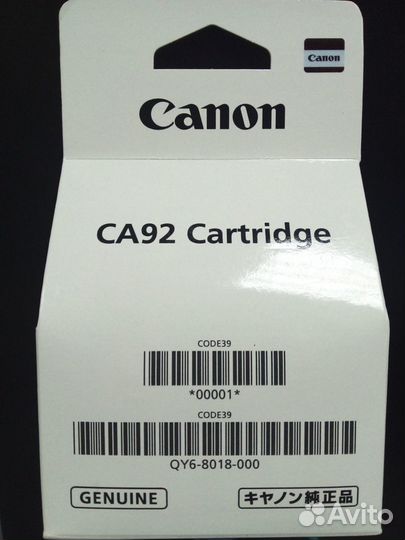 Canon
Canon
CA92 Cartridge
CODE39
*00001*
CODE39
QY6-8018-000
GENUINE
キヤノン純正品
Avito